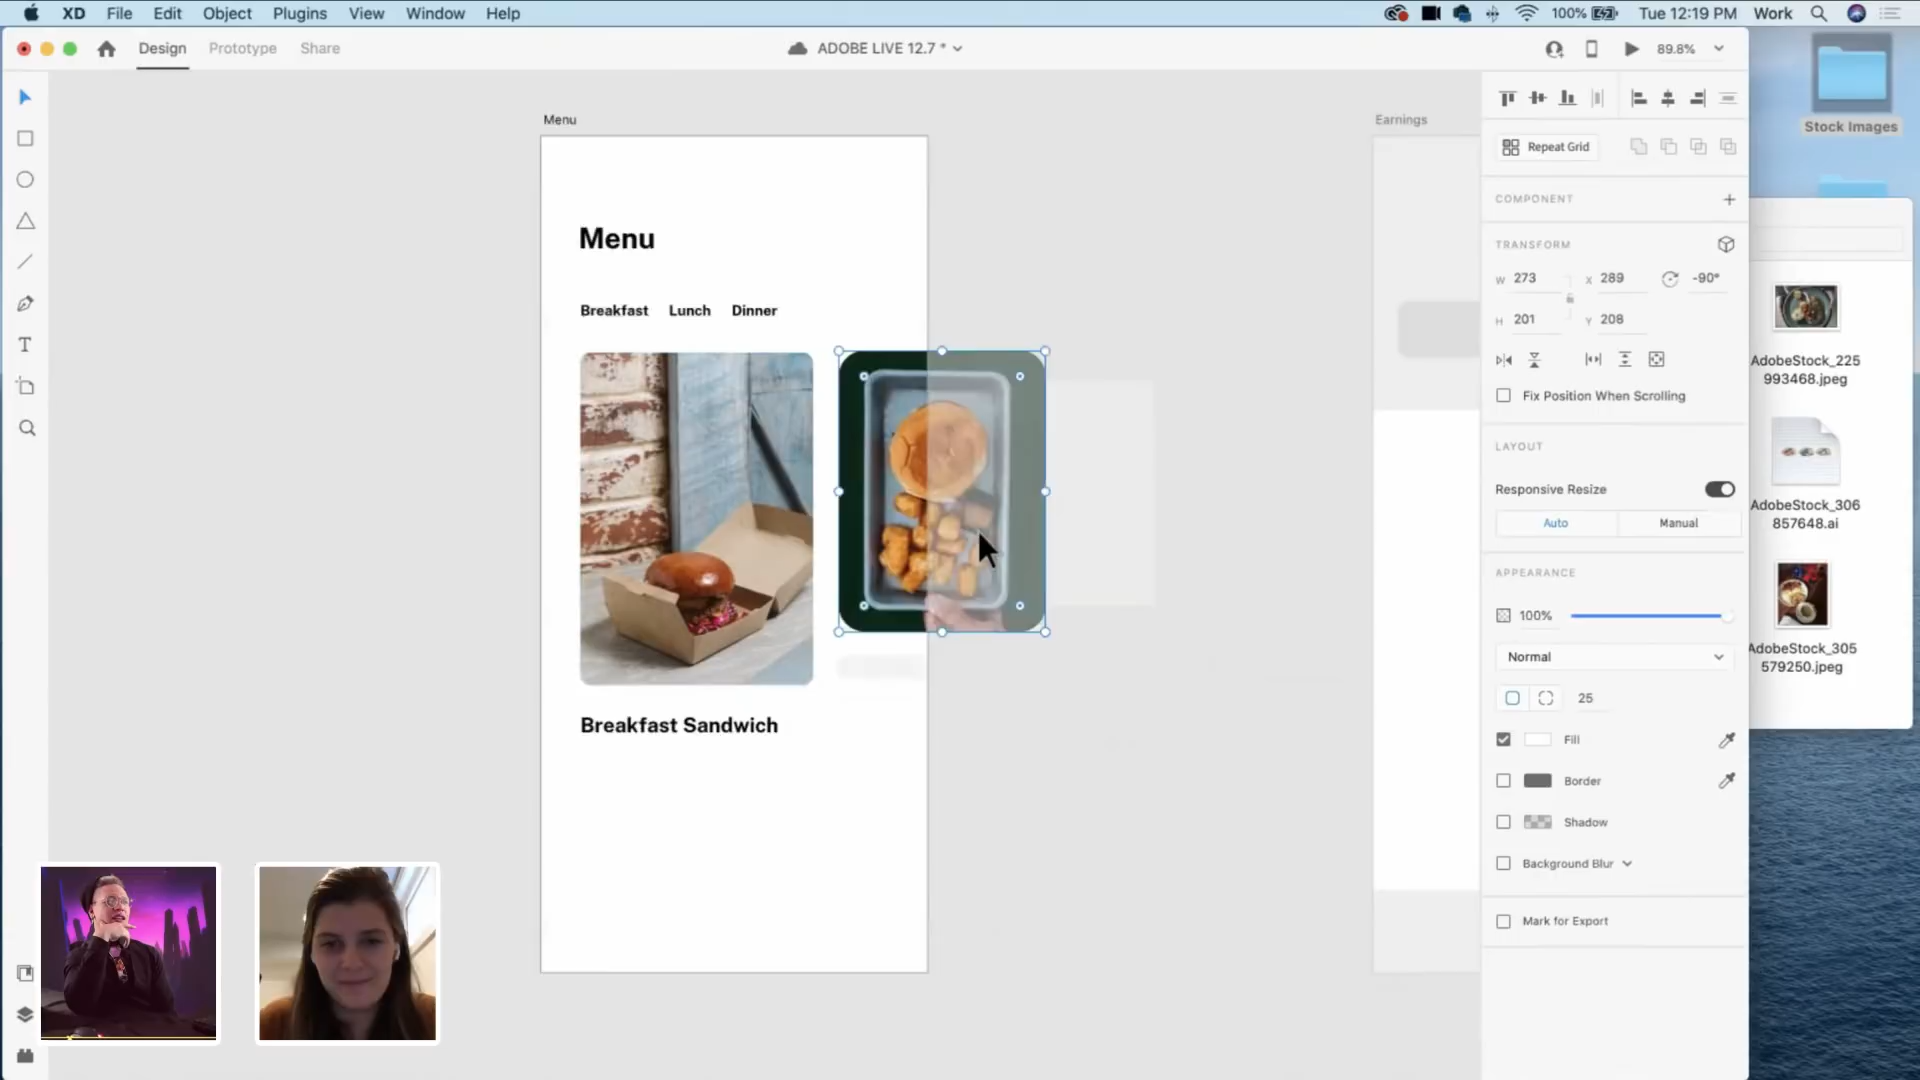 XD File Edit Object Plugins View Window Help
100% Tue 12:19 PM Work
Design Prototype Share
ADOBE LIVE 12.7 *
89.8%
Stock Images
Menu
Earnings
Menu
Breakfast Lunch Dinner
Breakfast Sandwich
Repeat Grid
COMPONENT
TRANSFORM
W 273 X 289 -90°
H 201 Y 208
Fix Position When Scrolling
LAYOUT
Responsive Resize
Auto Manual
APPEARANCE
100%
Normal
25
Fill
Border
Shadow
Background Blur
Mark for Export
AdobeStock_225
993468.jpeg
AdobeStock_306
857648.ai
AdobeStock_305
579250.jpeg